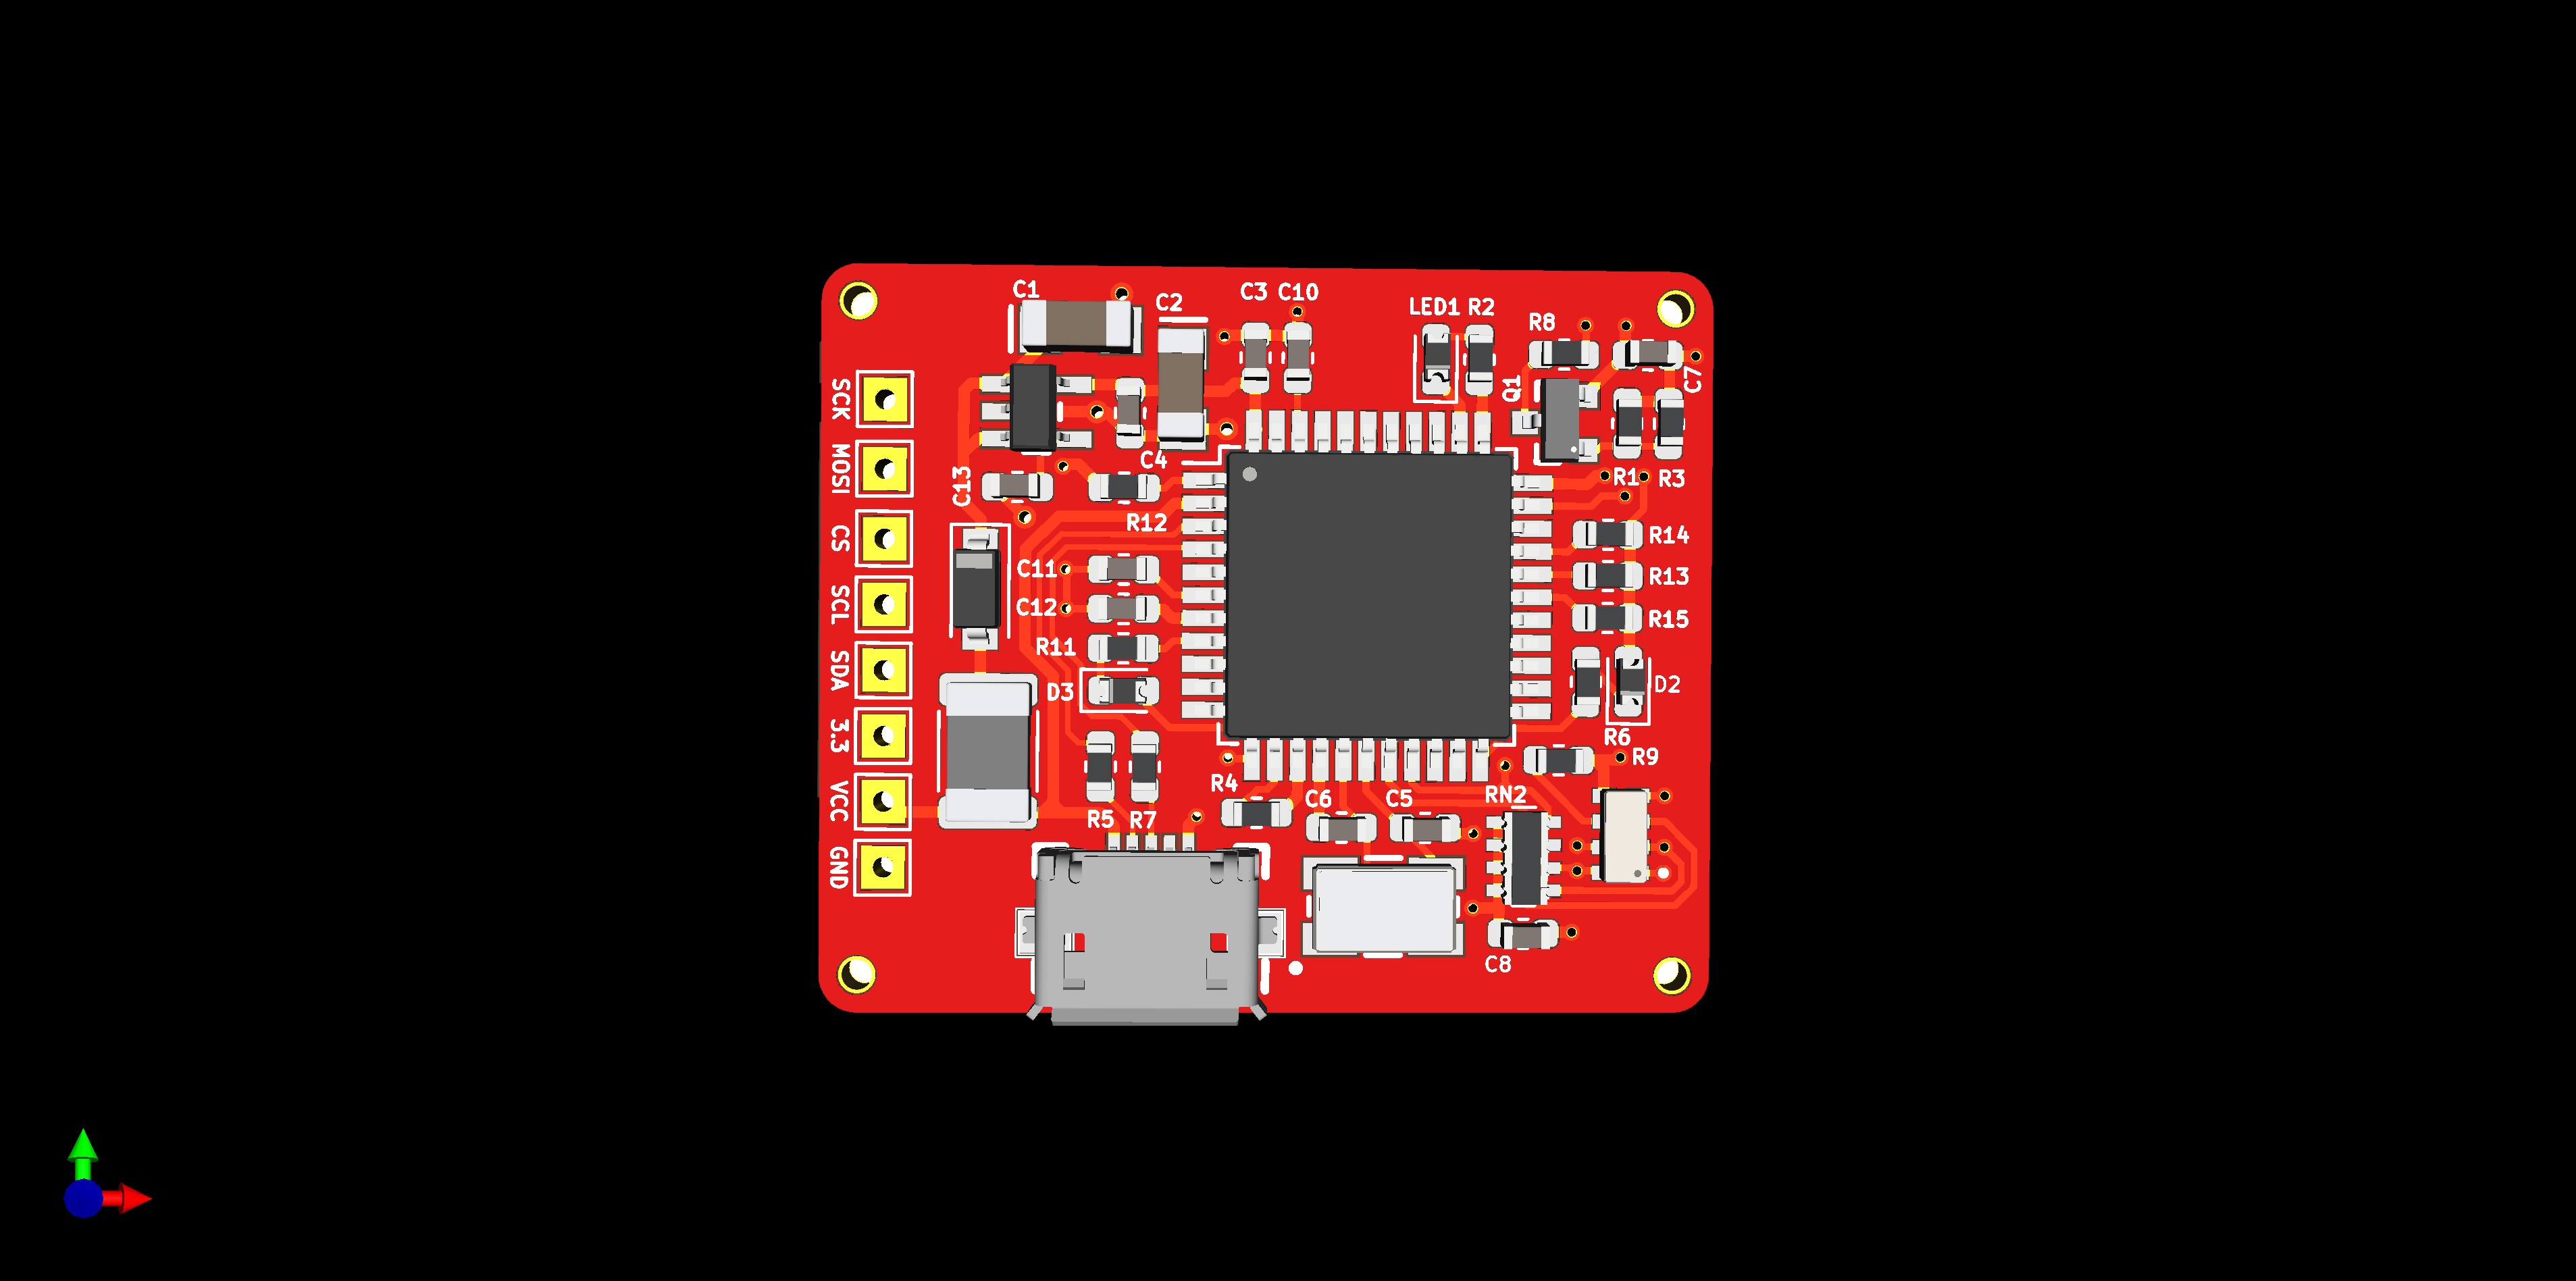 C1
C2
C3 C10
LED1 R2
R8
Q1
C7
SCK
MOSI
CS
SCL
SDA
3.3
VCC
GND
C13
C4
R12
R1 R3
R14
R13
R15
C11
C12
R11
D3
D2
R6
R9
R4
C6 C5 RN2
R5 R7
C8